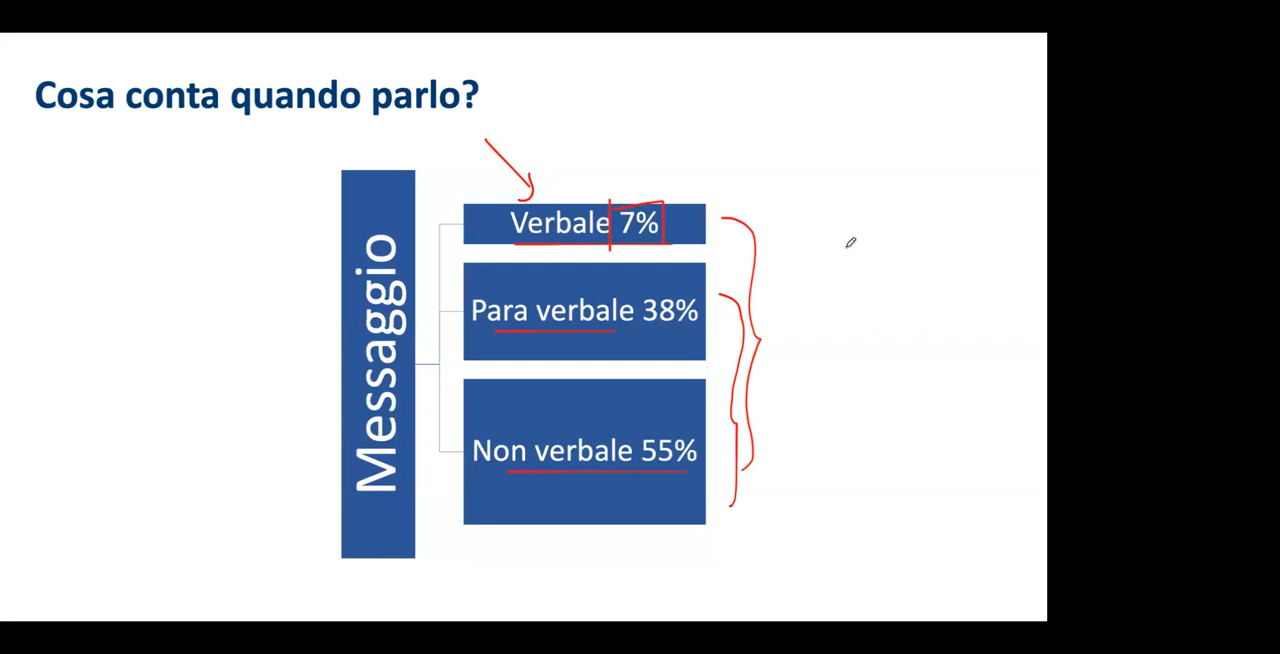 Cosa conta quando parlo?
Messaggio
Verbale 7%
Para verbale 38%
Non verbale 55%